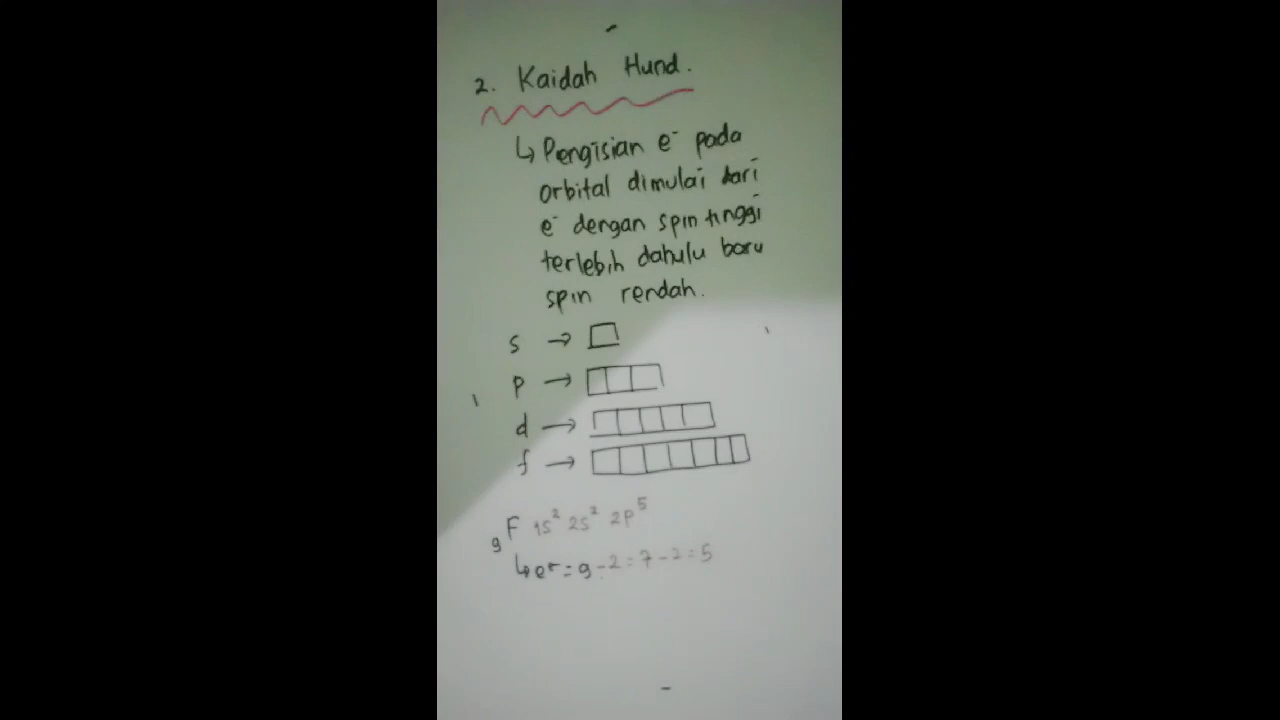 2. Kaidah Hund.
↳ Pengisian e⁻ pada
orbital dimulai dari
e⁻ dengan spin tinggi
terlebih dahulu baru
spin rendah.
s →
p →
d →
f →
₉F 1s² 2s² 2p⁵
↳ e⁻ = 9 - 2 = 7 - 2 = 5